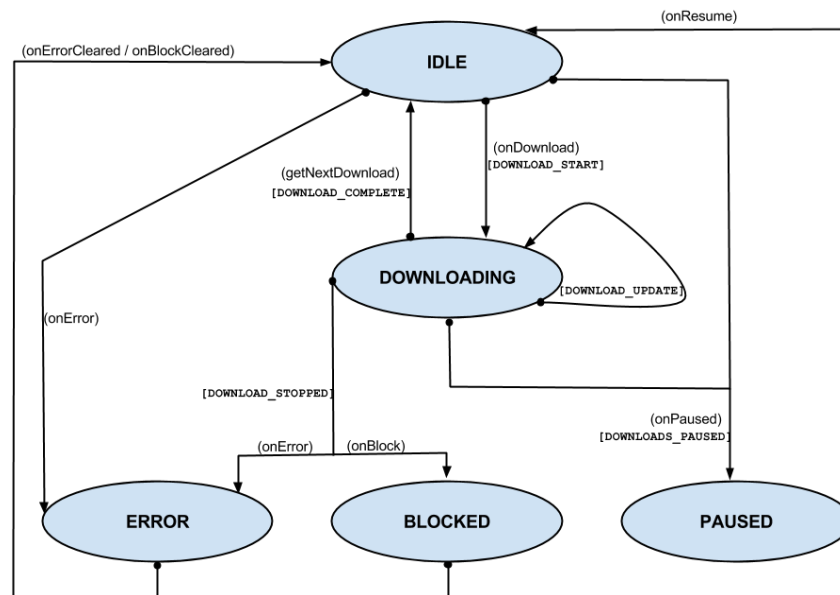 (onResume)
(onErrorCleared / onBlockCleared)
IDLE
(onDownload)
[DOWNLOAD_START]
(getNextDownload)
[DOWNLOAD_COMPLETE]
DOWNLOADING
[DOWNLOAD_UPDATE]
(onError)
[DOWNLOAD_STOPPED]
(onPaused)
[DOWNLOADS_PAUSED]
(onError)
(onBlock)
ERROR
BLOCKED
PAUSED